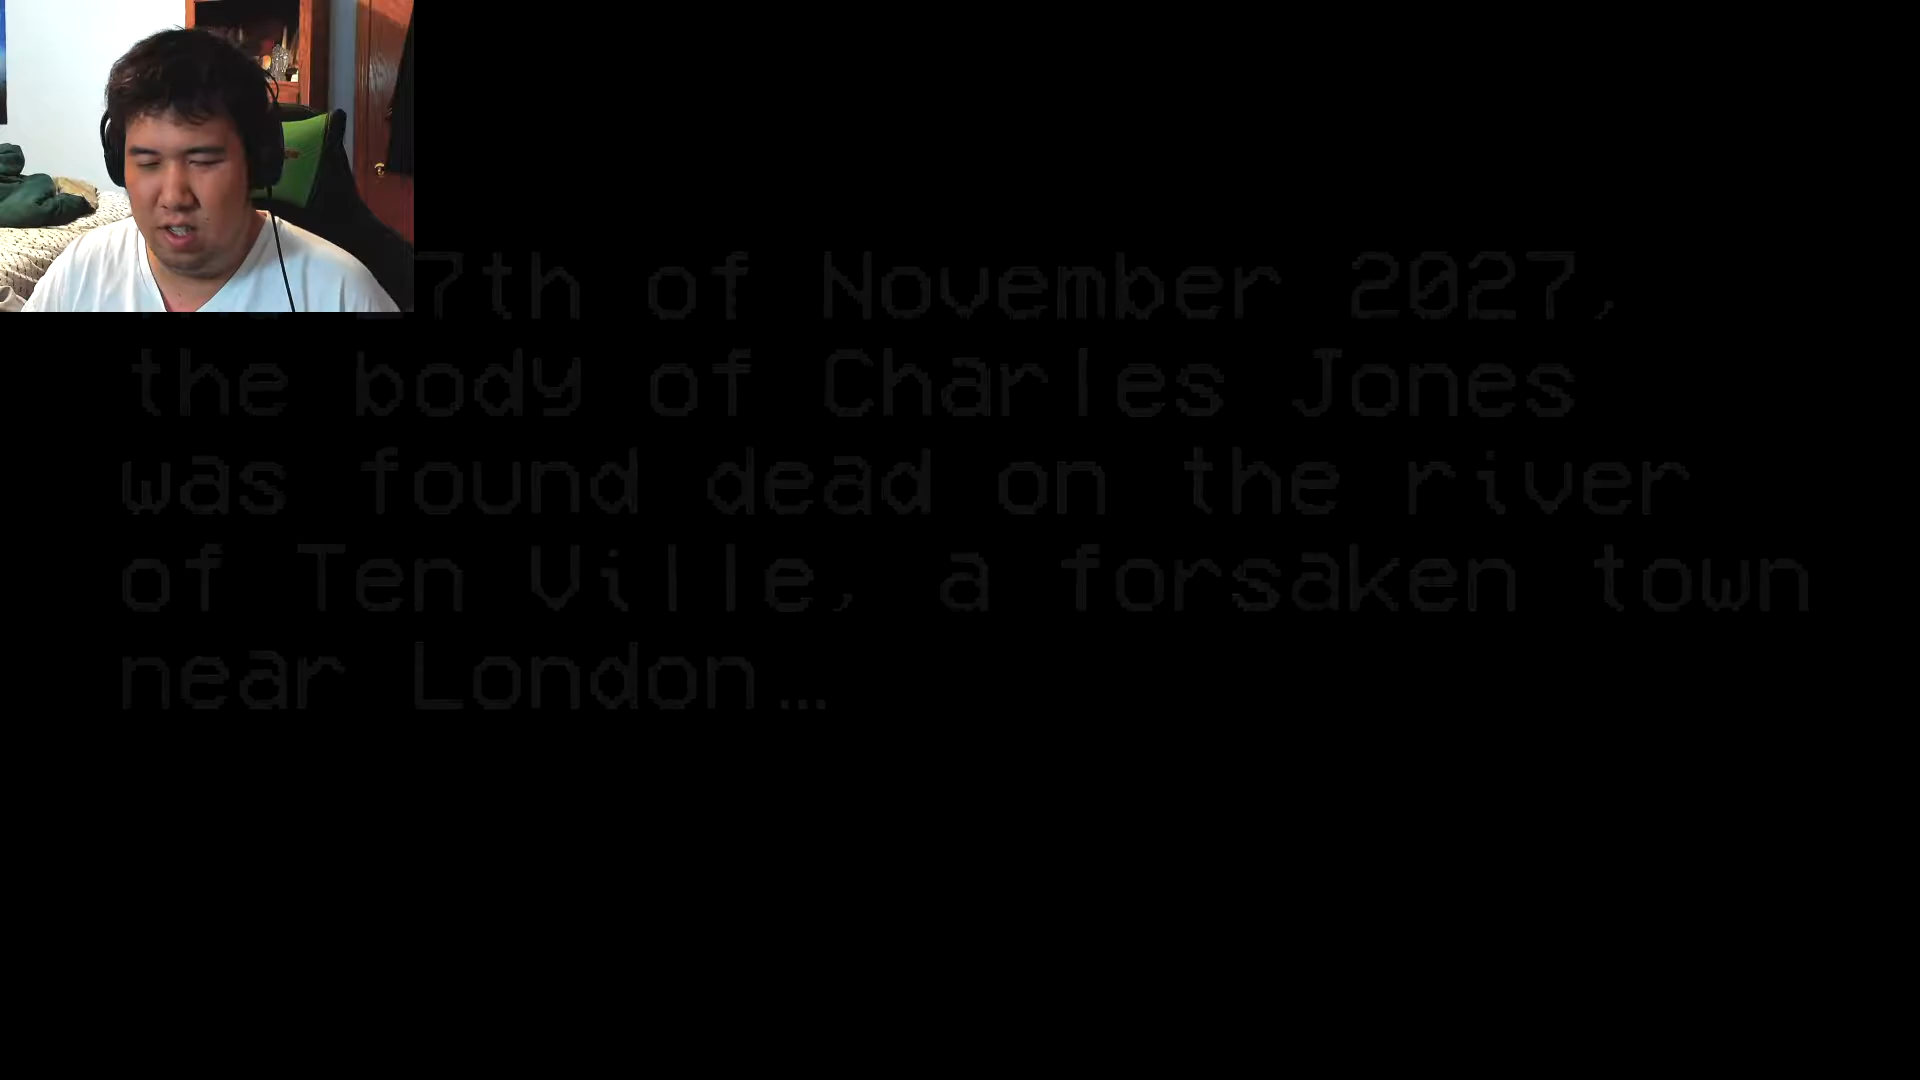 7th of November 2027,
the body of Charles Jones
was found dead on the river
of Ten Ville, a forsaken town
near London...